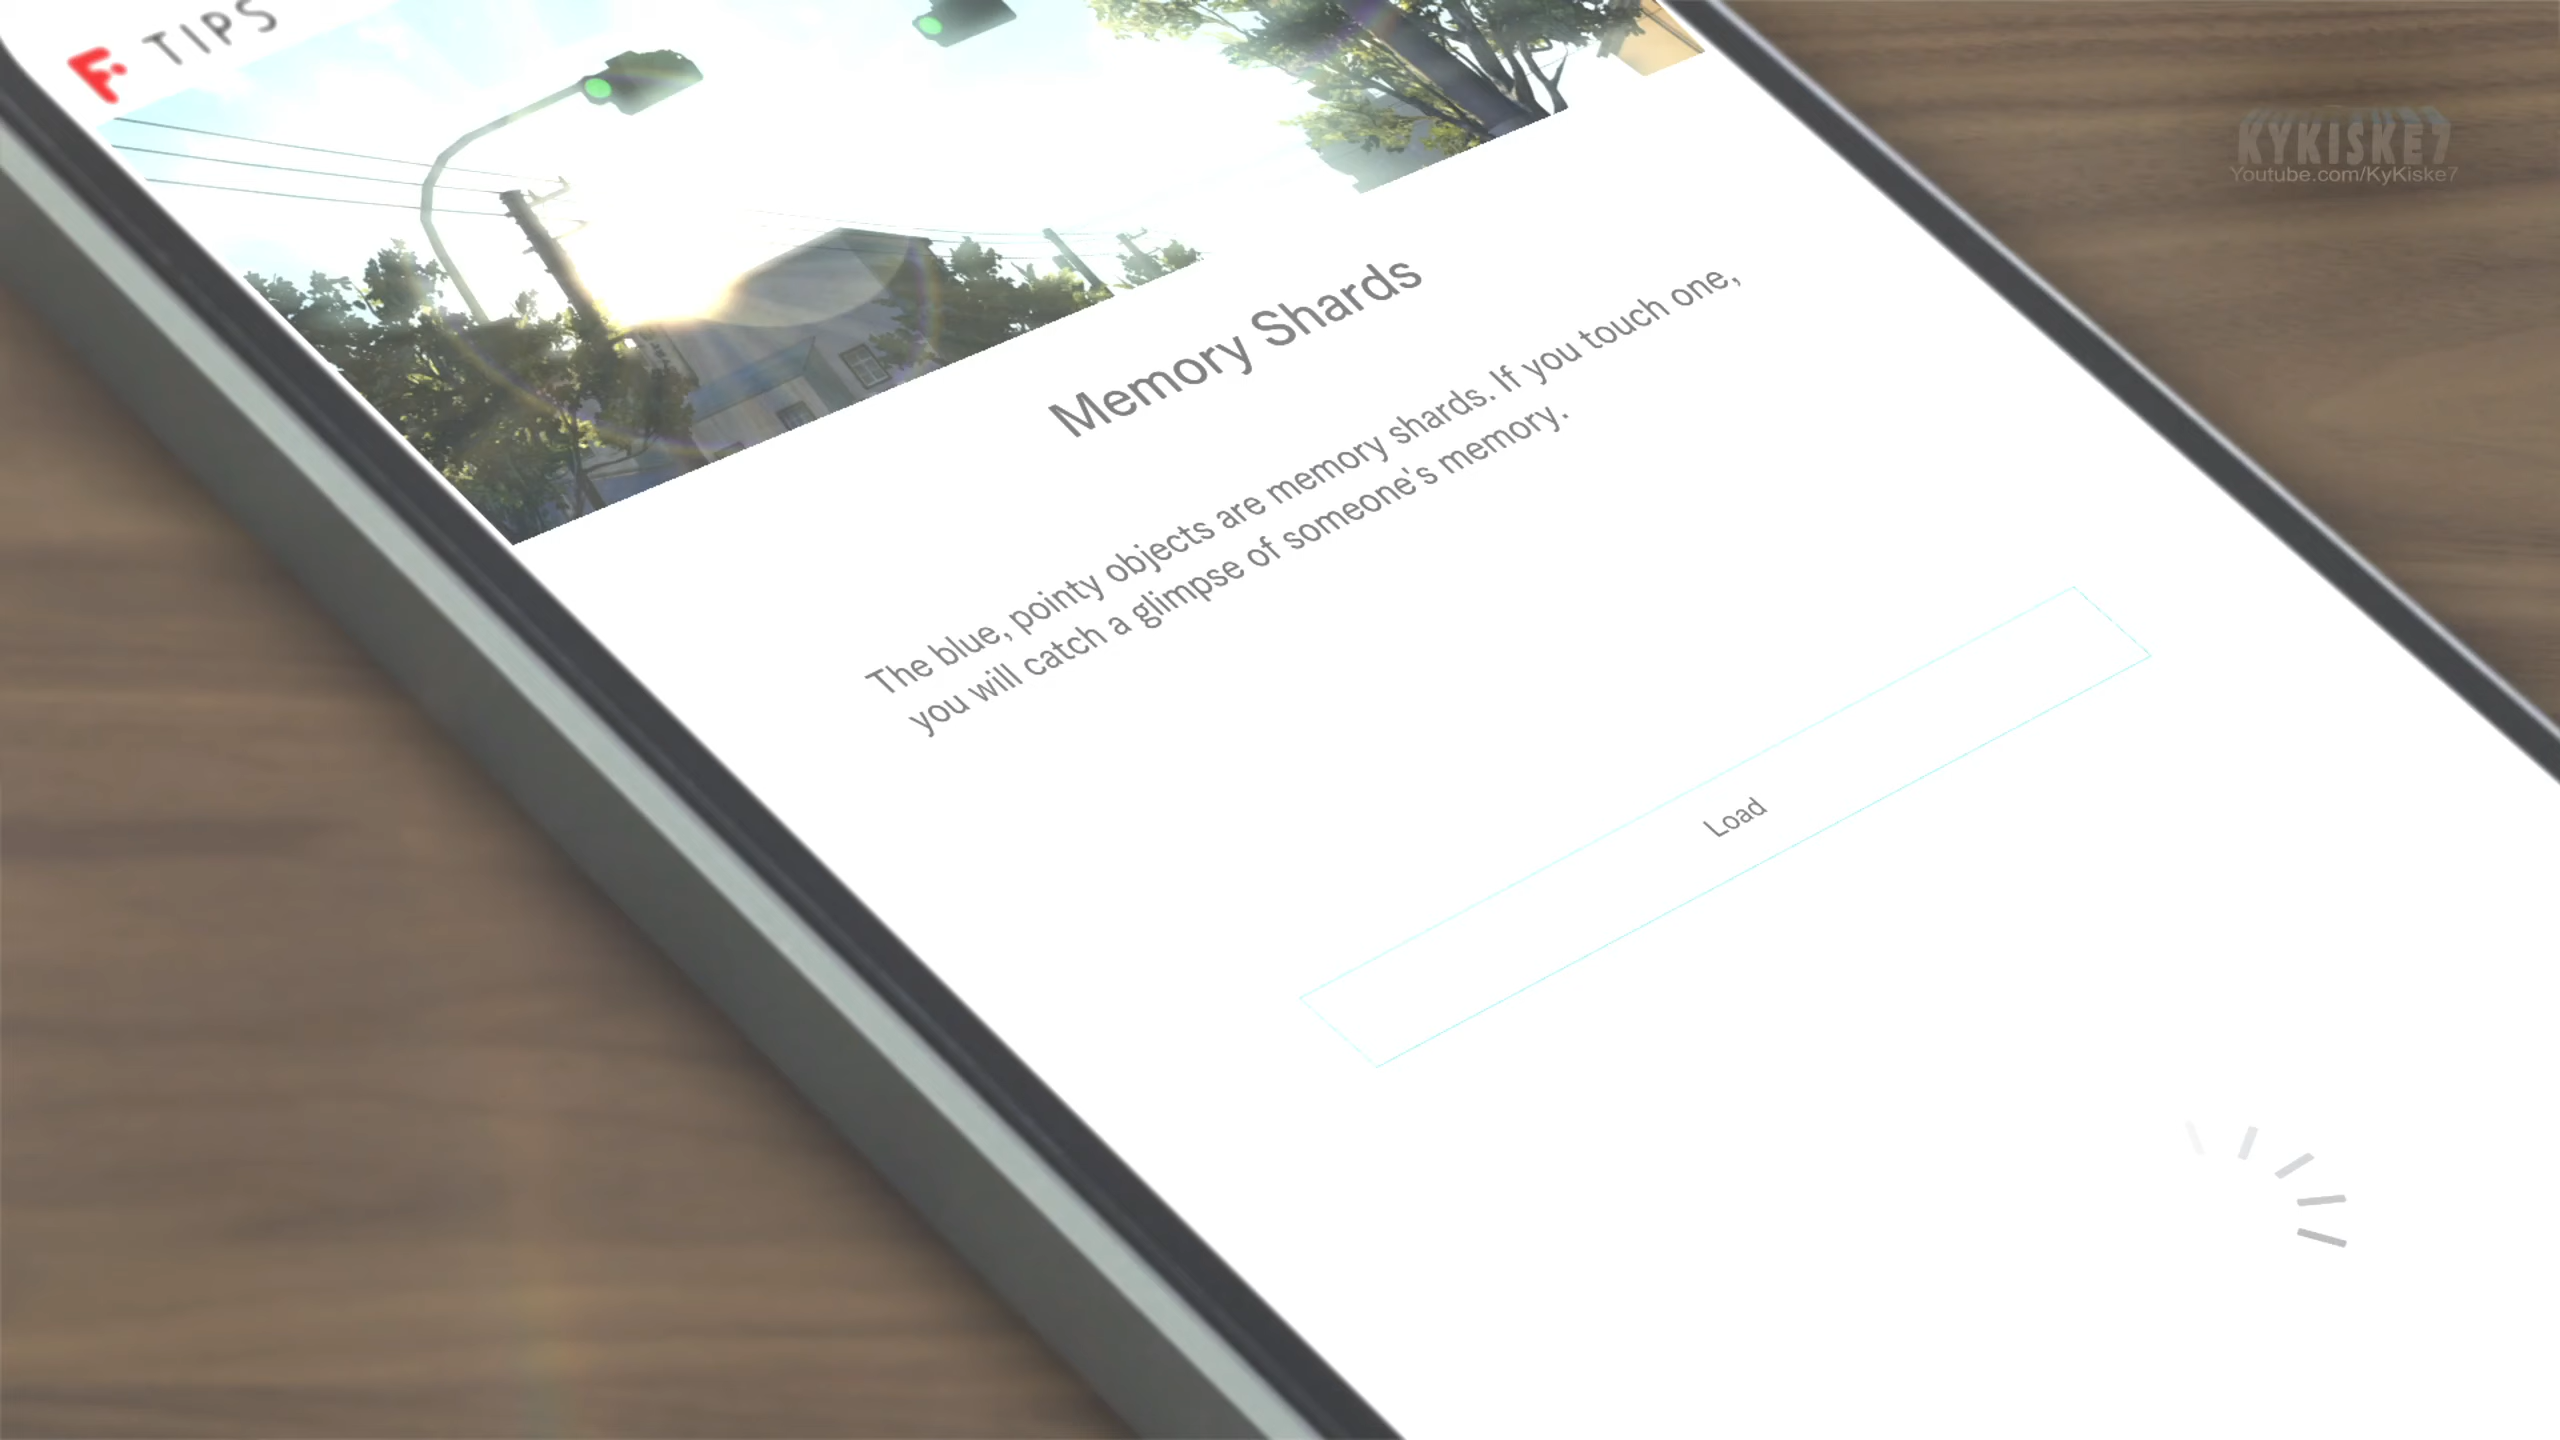 F TIPS
KYKISKE7
Youtube.com/KyKiske7
Memory Shards
The blue, pointy objects are memory shards. If you touch one,
you will catch a glimpse of someone's memory.
Load